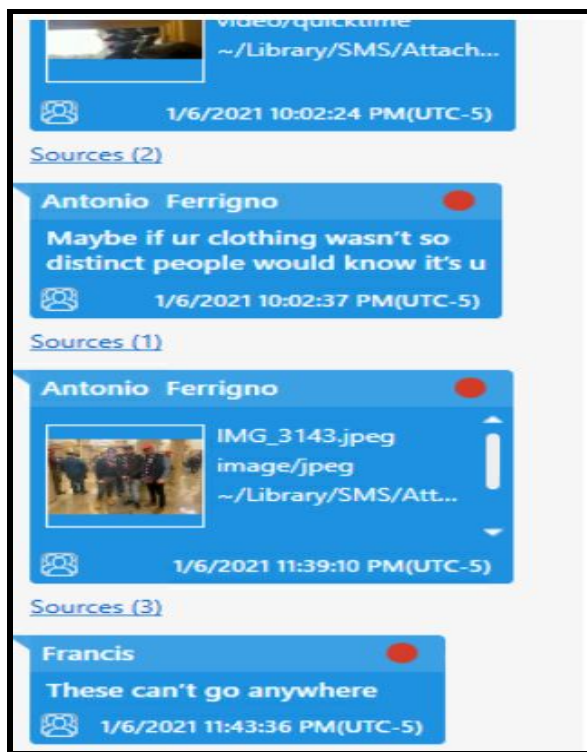 video/quicktime
~/Library/SMS/Attach...
1/6/2021 10:02:24 PM(UTC-5)
Sources (2)
Antonio Ferrigno
Maybe if ur clothing wasn't so
distinct people would know it's u
1/6/2021 10:02:37 PM(UTC-5)
Sources (1)
Antonio Ferrigno
IMG_3143.jpeg
image/jpeg
~/Library/SMS/Att...
1/6/2021 11:39:10 PM(UTC-5)
Sources (3)
Francis
These can't go anywhere
1/6/2021 11:43:36 PM(UTC-5)